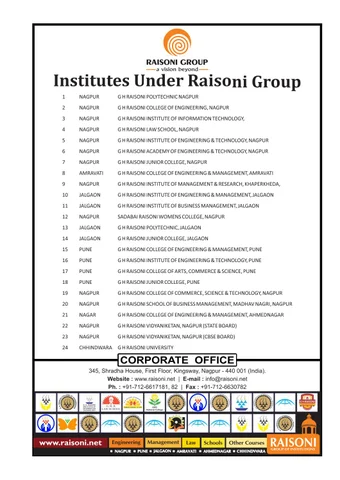 RAISONI GROUP
a vision beyond
Institutes Under Raisoni Group
1 NAGPUR G H RAISONI POLYTECHNIC NAGPUR
2 NAGPUR G H RAISONI COLLEGE OF ENGINEERING, NAGPUR
3 NAGPUR G H RAISONI INSTITUTE OF INFORMATION TECHNOLOGY,
4 NAGPUR G H RAISONI LAW SCHOOL, NAGPUR
5 NAGPUR G H RAISONI INSTITUTE OF ENGINEERING & TECHNOLOGY, NAGPUR
6 NAGPUR G H RAISONI ACADEMY OF ENGINEERING & TECHNOLOGY, NAGPUR
7 NAGPUR G H RAISONI JUNIOR COLLEGE, NAGPUR
8 AMRAVATI G H RAISONI COLLEGE OF ENGINEERING & MANAGEMENT, AMRAVATI
9 NAGPUR G H RAISONI INSTITUTE OF MANAGEMENT & RESEARCH, KHAPERKHEDA,
10 JALGAON G H RAISONI INSTITUTE OF ENGINEERING & MANAGEMENT, JALGAON
11 JALGAON G H RAISONI INSTITUTE OF BUSINESS MANAGEMENT, JALGAON
12 NAGPUR SADABAI RAISONI WOMENS COLLEGE, NAGPUR
13 JALGAON G H RAISONI POLYTECHNIC, JALGAON
14 JALGAON G H RAISONI JUNIOR COLLEGE, JALGAON
15 PUNE G H RAISONI COLLEGE OF ENGINEERING & MANAGEMENT, PUNE
16 PUNE G H RAISONI INSTITUTE OF ENGINEERING & TECHNOLOGY, PUNE
17 PUNE G H RAISONI COLLEGE OF ARTS, COMMERCE & SCIENCE, PUNE
18 PUNE G H RAISONI JUNIOR COLLEGE, PUNE
19 NAGPUR G H RAISONI COLLEGE OF COMMERCE, SCIENCE & TECHNOLOGY, NAGPUR
20 NAGPUR G H RAISONI SCHOOL OF BUSINESS MANAGEMENT, MADHAV NAGRI, NAGPUR
21 NAGAR G H RAISONI COLLEGE OF ENGINEERING & MANAGEMENT, AHMEDNAGAR
22 NAGPUR G H RAISONI VIDYANIKETAN, NAGPUR (STATE BOARD)
23 NAGPUR G H RAISONI VIDYANIKETAN, NAGPUR (CBSE BOARD)
24 CHHINDWARA G H RAISONI UNIVERSITY
CORPORATE OFFICE
345, Shradha House, First Floor, Kingsway, Nagpur - 440 001 (India).
Website : www.raisoni.net | E-mail : info@raisoni.net
Ph. : +91-712-6617181, 82 | Fax : +91-712-6630782
www.raisoni.net Engineering Management Law Schools Other Courses RAISONI
NAGPUR PUNE JALGAON AMRAVATI AHMEDNAGAR CHHINDWARA